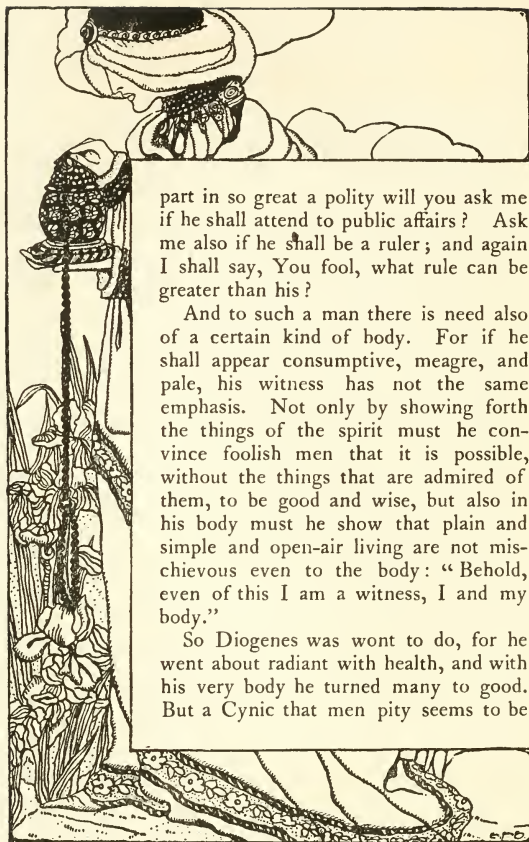 part in so great a polity will you ask me
if he shall attend to public affairs? Ask
me also if he shall be a ruler; and again
I shall say, You fool, what rule can be
greater than his?
And to such a man there is need also
of a certain kind of body. For if he
shall appear consumptive, meagre, and
pale, his witness has not the same
emphasis. Not only by showing forth
the things of the spirit must he con-
vince foolish men that it is possible,
without the things that are admired of
them, to be good and wise, but also in
his body must he show that plain and
simple and open-air living are not mis-
chievous even to the body: “Behold,
even of this I am a witness, I and my
body.”
So Diogenes was wont to do, for he
went about radiant with health, and with
his very body he turned many to good.
But a Cynic that men pity seems to be